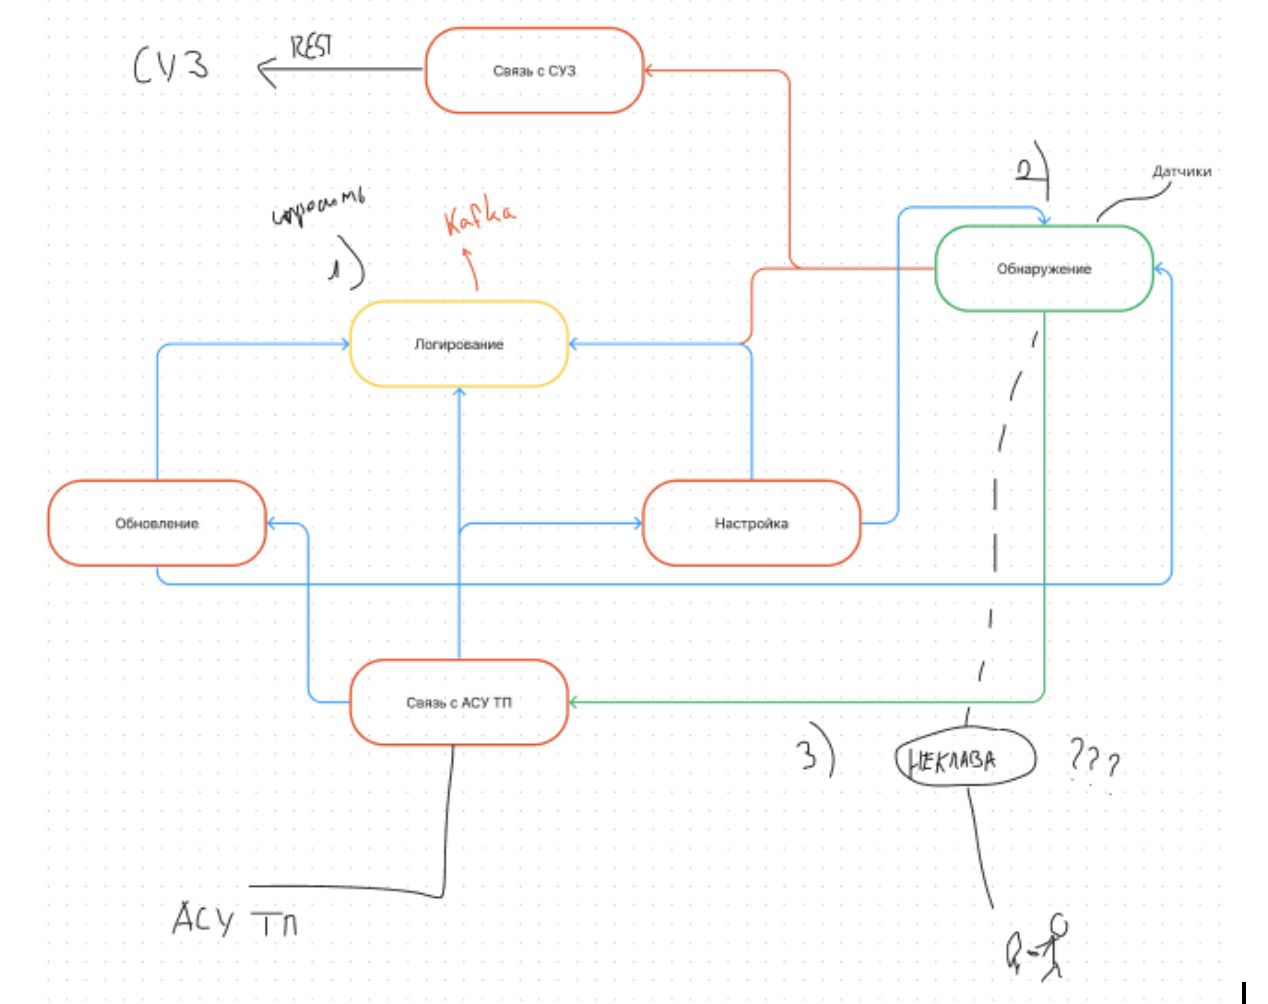 СУЗ
REST
Связь с СУЗ
2)
Датчики
Kafka
1)
Обнаружение
Логирование
Обновление
Настройка
Связь с АСУ ТП
3)
НЕКЛАВА
???
АСУ ТП